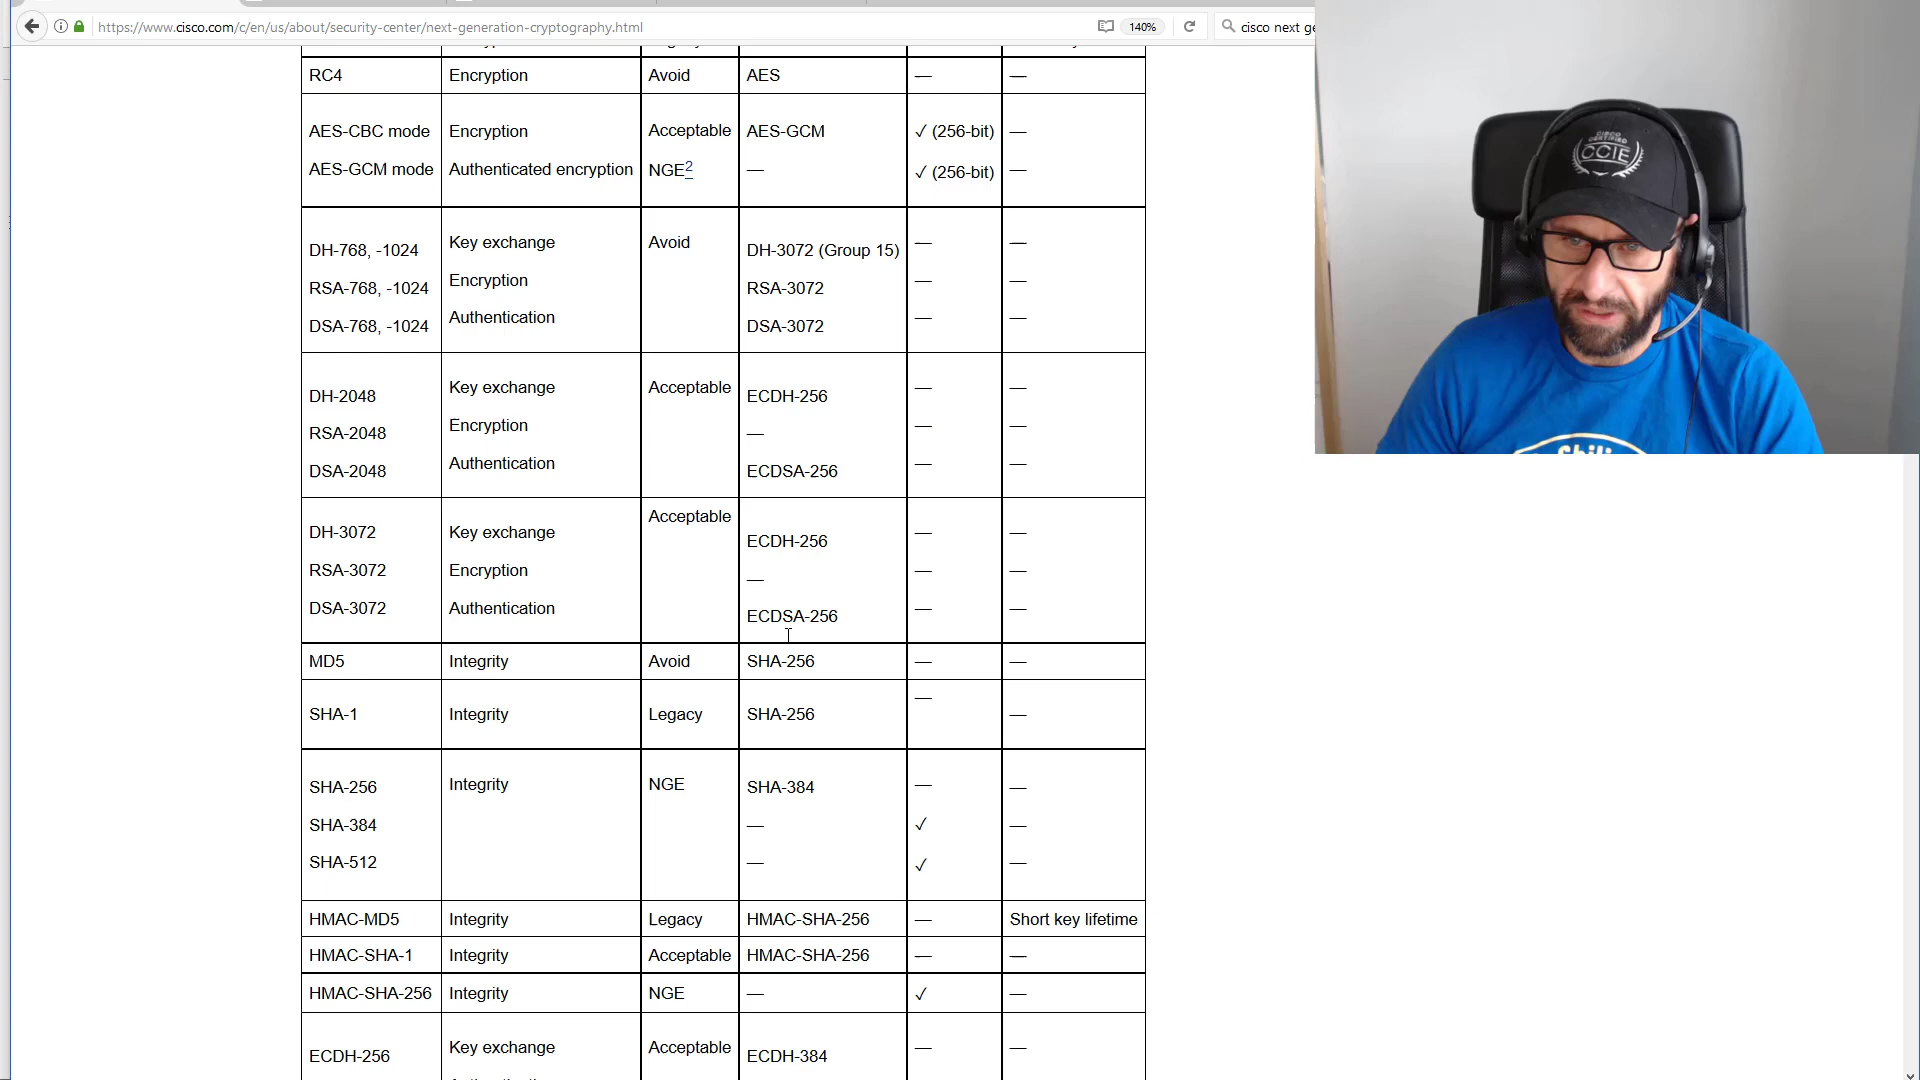 https://www.cisco.com/c/en/us/about/security-center/next-generation-cryptography.html 140% cisco next ge
RC4 Encryption Avoid AES — —
AES-CBC mode Encryption Acceptable AES-GCM ✓ (256-bit) —
AES-GCM mode Authenticated encryption NGE2 — ✓ (256-bit) —
DH-768, -1024 Key exchange Avoid DH-3072 (Group 15) — —
RSA-768, -1024 Encryption RSA-3072 — —
DSA-768, -1024 Authentication DSA-3072 — —
DH-2048 Key exchange Acceptable ECDH-256 — —
RSA-2048 Encryption — — —
DSA-2048 Authentication ECDSA-256 — —
DH-3072 Key exchange Acceptable ECDH-256 — —
RSA-3072 Encryption — — —
DSA-3072 Authentication ECDSA-256 — —
MD5 Integrity Avoid SHA-256 — —
SHA-1 Integrity Legacy SHA-256 — —
SHA-256 Integrity NGE SHA-384 — —
SHA-384 — ✓ —
SHA-512 — ✓ —
HMAC-MD5 Integrity Legacy HMAC-SHA-256 — Short key lifetime
HMAC-SHA-1 Integrity Acceptable HMAC-SHA-256 — —
HMAC-SHA-256 Integrity NGE — ✓ —
ECDH-256 Key exchange Acceptable ECDH-384 — —
CISCO
CERTIFIED
CCIE